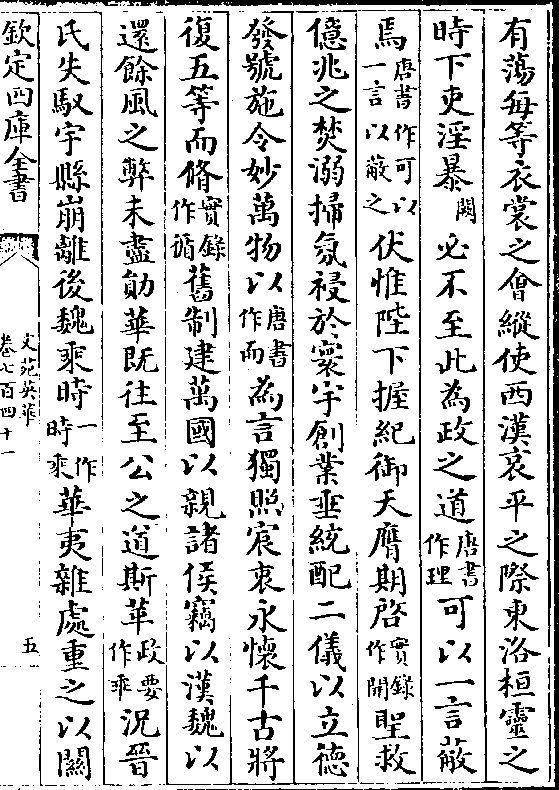 有蕩每等衣裳之會縱使西漢哀平之際東洛桓靈之
時下吏淫暴闕必不至此為政之道唐書作理可以一言蔽
焉唐書作可以一言以蔽之伏惟陛下握紀御天膺期啓實錄作開聖救
億兆之焚溺掃氛祲於寰宇創業垂統配二儀以立德
發號施令妙萬物以唐書作而為言獨照宸衷永懷千古將
復五等而脩實錄作循舊制建萬國以親諸侯竊以漢魏以
還餘風之弊未盡勛華既往至公之道斯革政要作乖況晉
氏失馭宇縣崩離後魏乘時一作時乘華夷雜處重之以關
欽定四庫全書
文苑英華
卷七百四十一
五